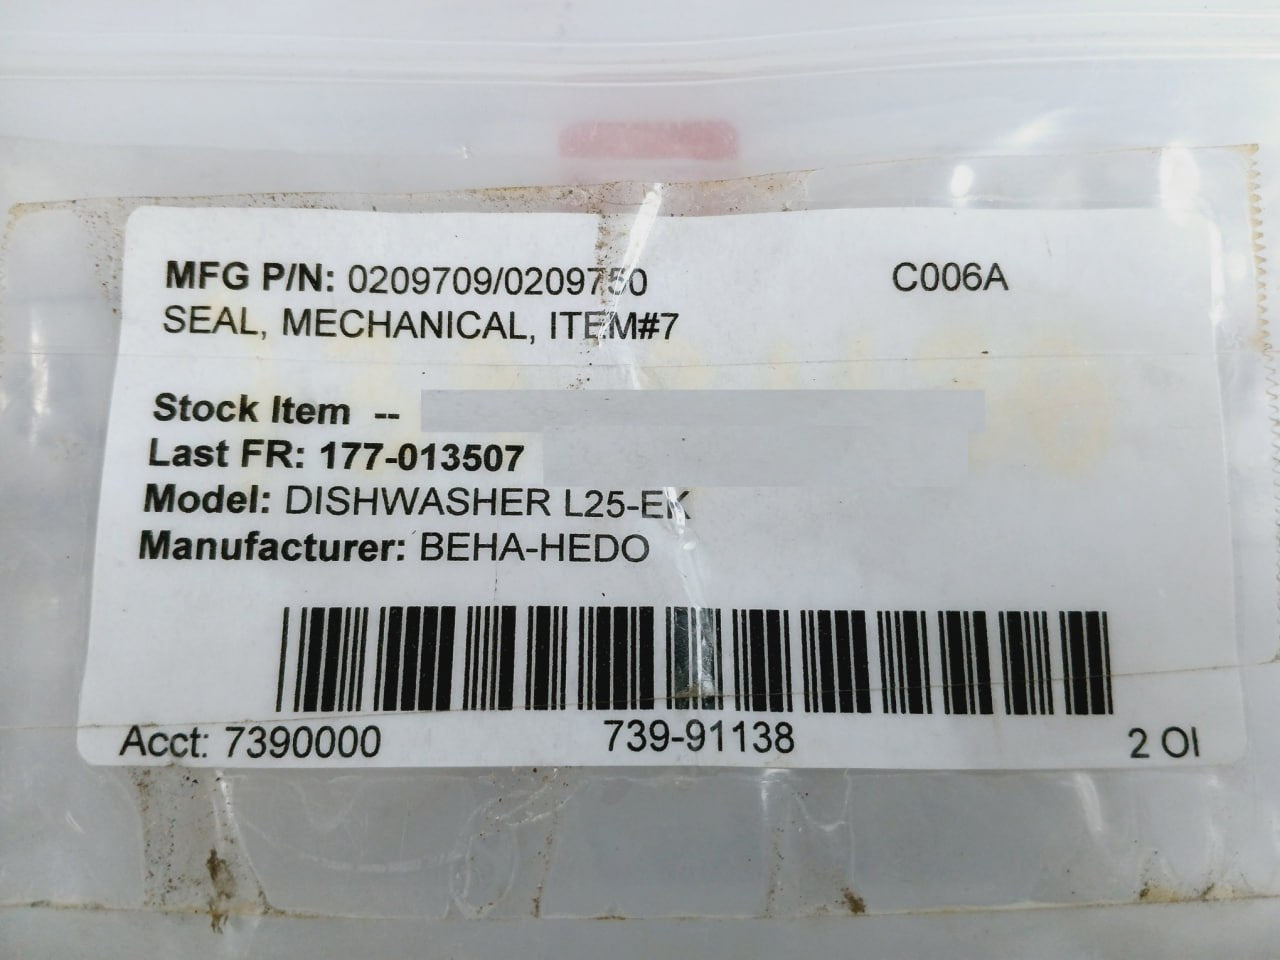 MFG P/N: 0209709/0209750
C006A
SEAL, MECHANICAL, ITEM#7
Stock Item --
Last FR: 177-013507
Model: DISHWASHER L25-EK
Manufacturer: BEHA-HEDO
739-91138
Acct: 7390000
2 OI